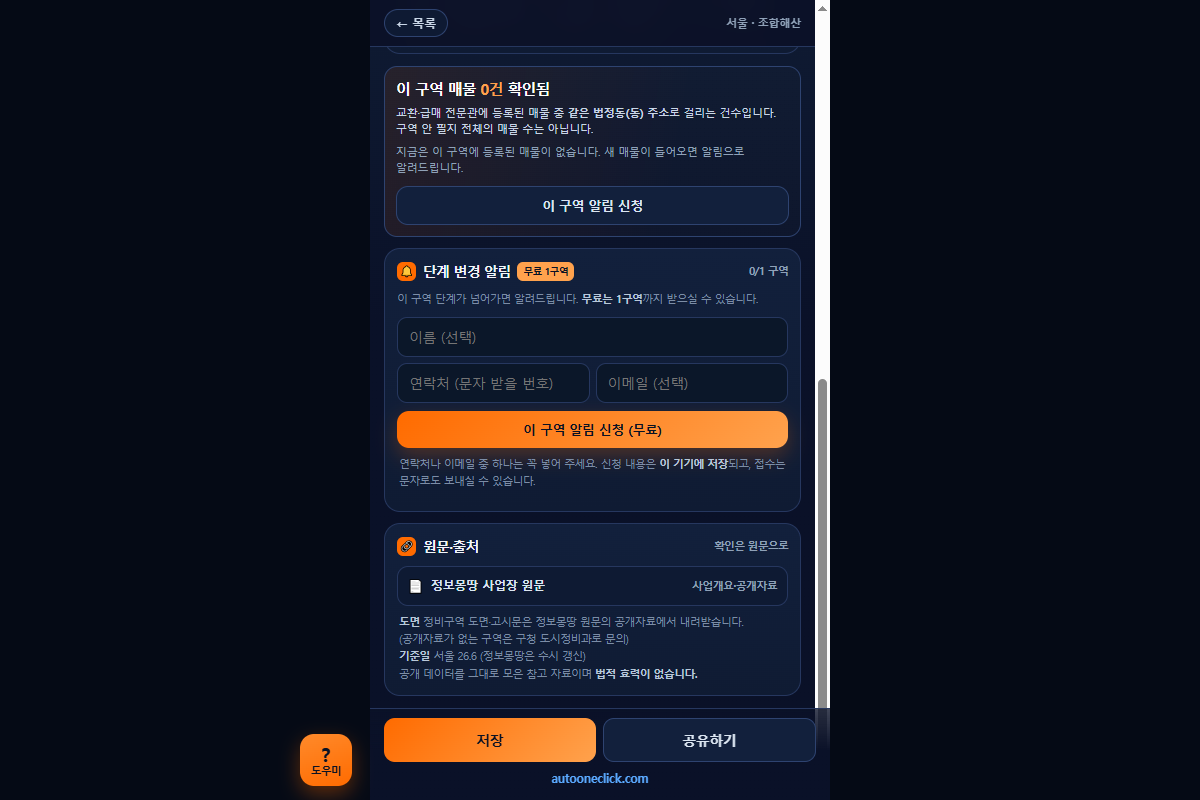 ← 목록
서울 · 조합해산
이 구역 매물 0건 확인됨
교환·급매 전문관에 등록된 매물 중 같은 법정동(동) 주소로 걸리는 건수입니다.
구역 안 필지 전체의 매물 수는 아닙니다.
지금은 이 구역에 등록된 매물이 없습니다. 새 매물이 들어오면 알림으로
알려드립니다.
이 구역 알림 신청
단계 변경 알림 무료 1구역
0/1 구역
이 구역 단계가 넘어가면 알려드립니다. 무료는 1구역까지 받으실 수 있습니다.
이름 (선택)
연락처 (문자 받을 번호)
이메일 (선택)
이 구역 알림 신청 (무료)
연락처나 이메일 중 하나는 꼭 넣어 주세요. 신청 내용은 이 기기에 저장되고, 접수는
문자로도 보내실 수 있습니다.
원문·출처
확인은 원문으로
정보몽땅 사업장 원문
사업개요·공개자료
도면 정비구역 도면·고시문은 정보몽땅 원문의 공개자료에서 내려받습니다.
(공개자료가 없는 구역은 구청 도시정비과로 문의)
기준일 서울 26.6 (정보몽땅은 수시 갱신)
공개 데이터를 그대로 모은 참고 자료이며 법적 효력이 없습니다.
저장
공유하기
?
도우미
autooneclick.com